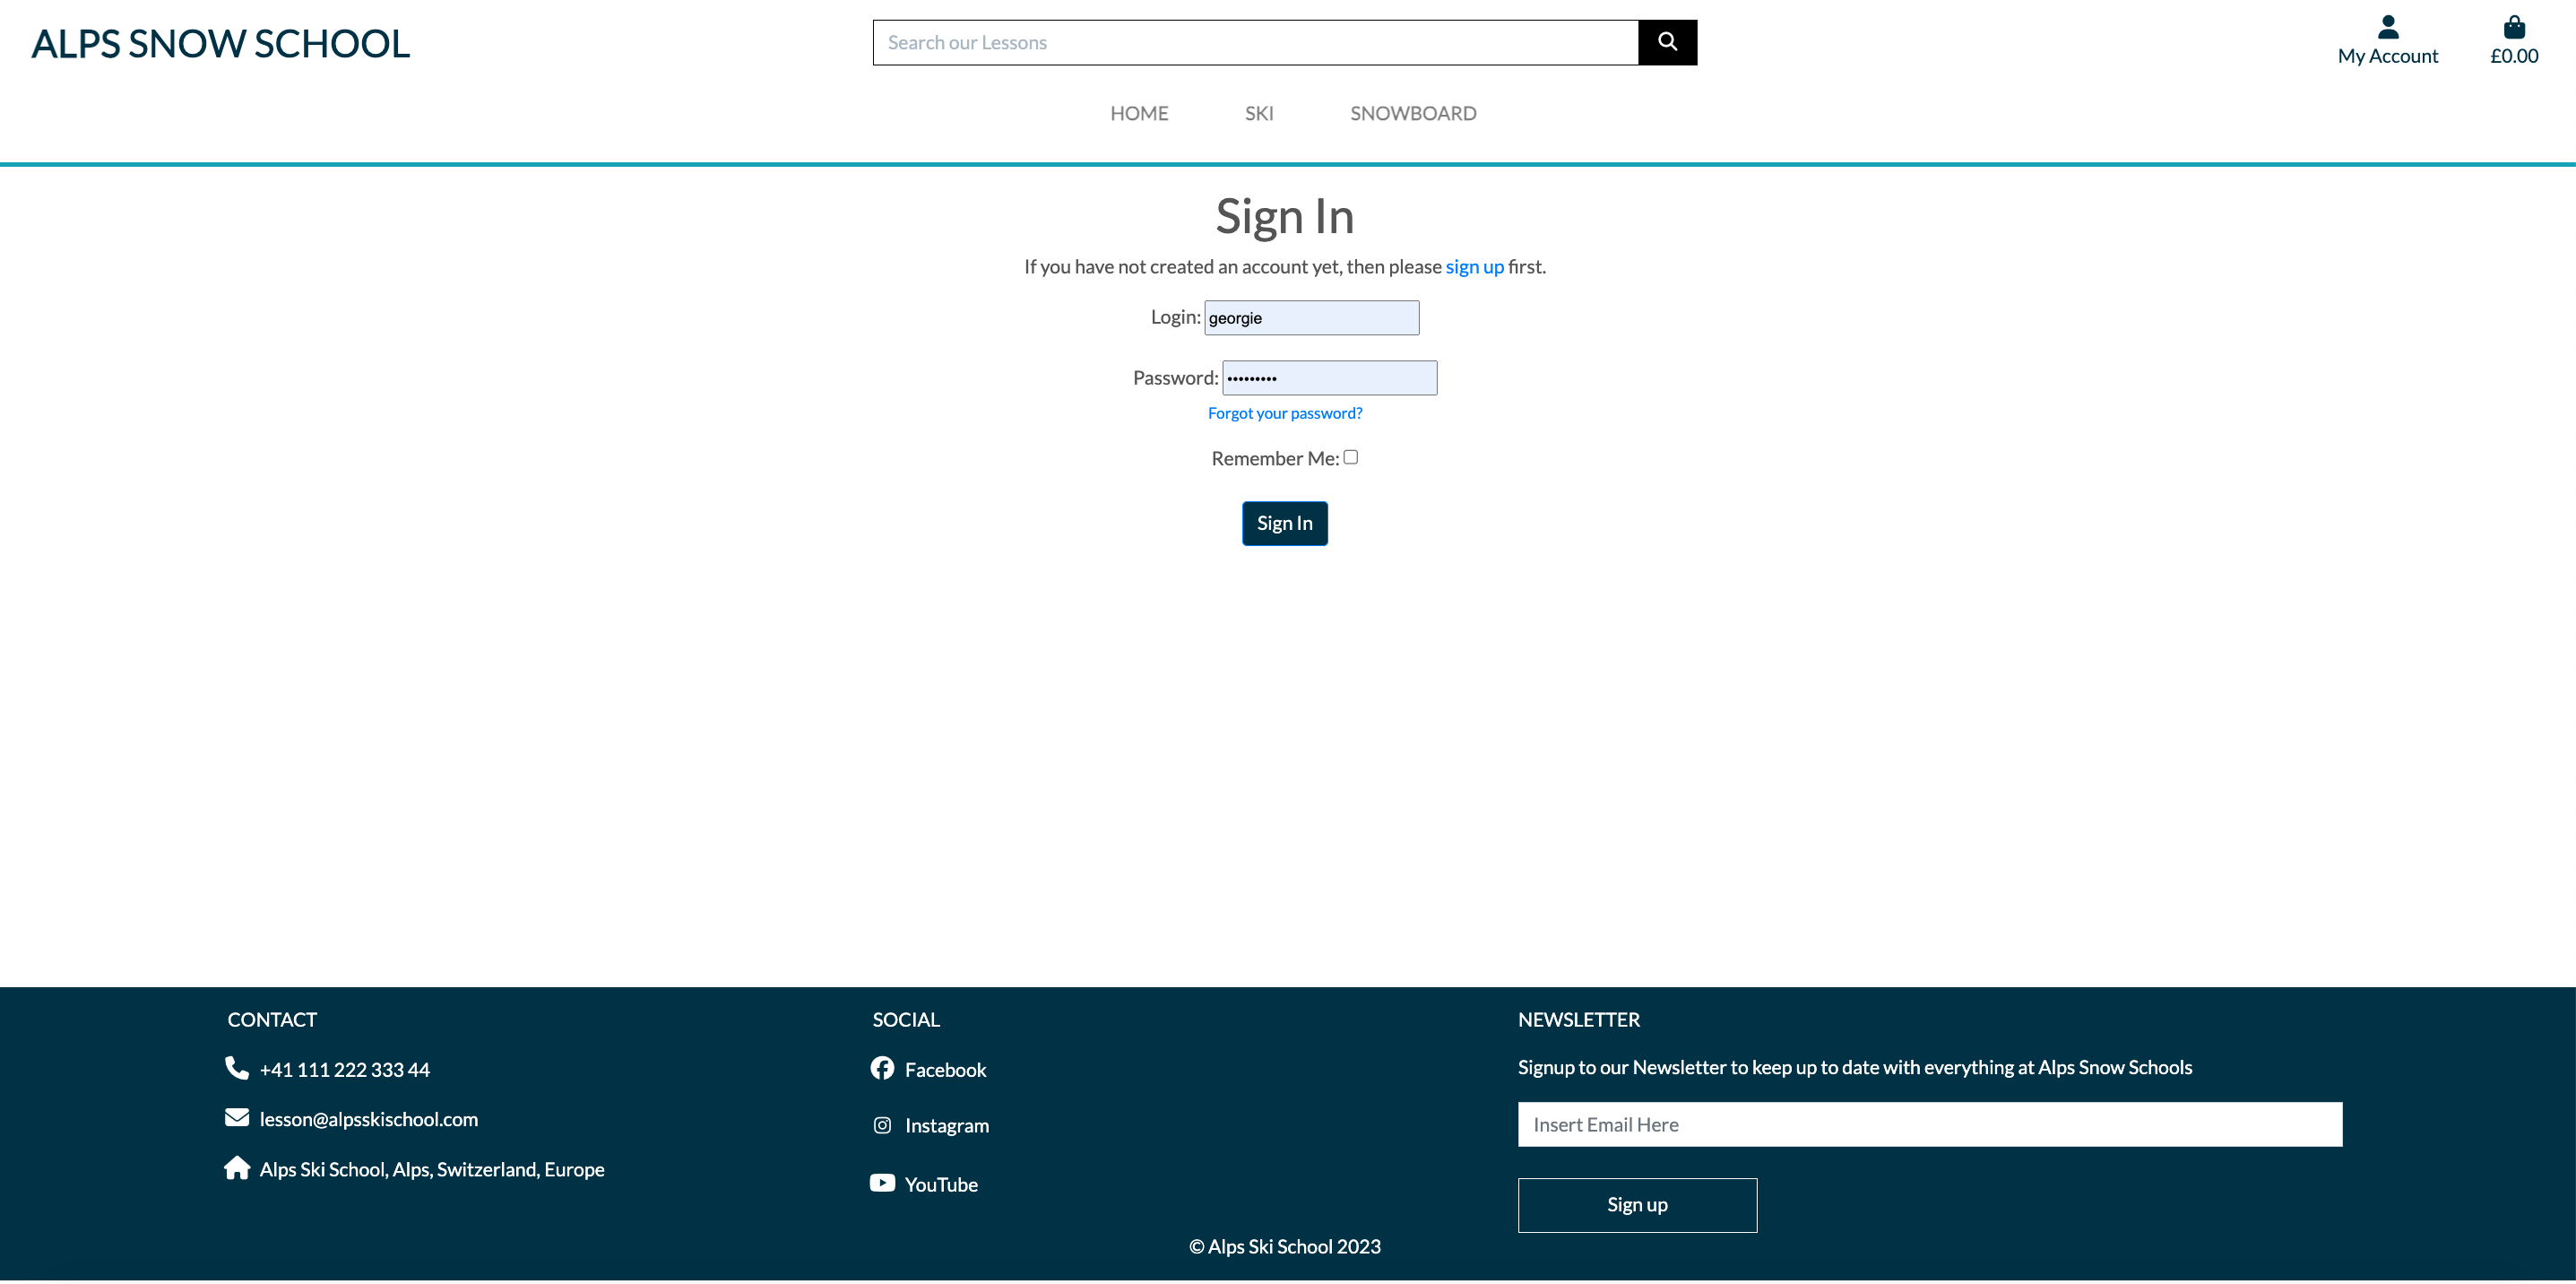 ALPS SNOW SCHOOL
Search our Lessons
My Account
£0.00
HOME
SKI
SNOWBOARD
Sign In
If you have not created an account yet, then please sign up first.
Login: georgie
Password: •••••••••
Forgot your password?
Remember Me:
Sign In
CONTACT
+41 111 222 333 44
lesson@alpsskischool.com
Alps Ski School, Alps, Switzerland, Europe
SOCIAL
Facebook
Instagram
YouTube
NEWSLETTER
Signup to our Newsletter to keep up to date with everything at Alps Snow Schools
Insert Email Here
Sign up
© Alps Ski School 2023